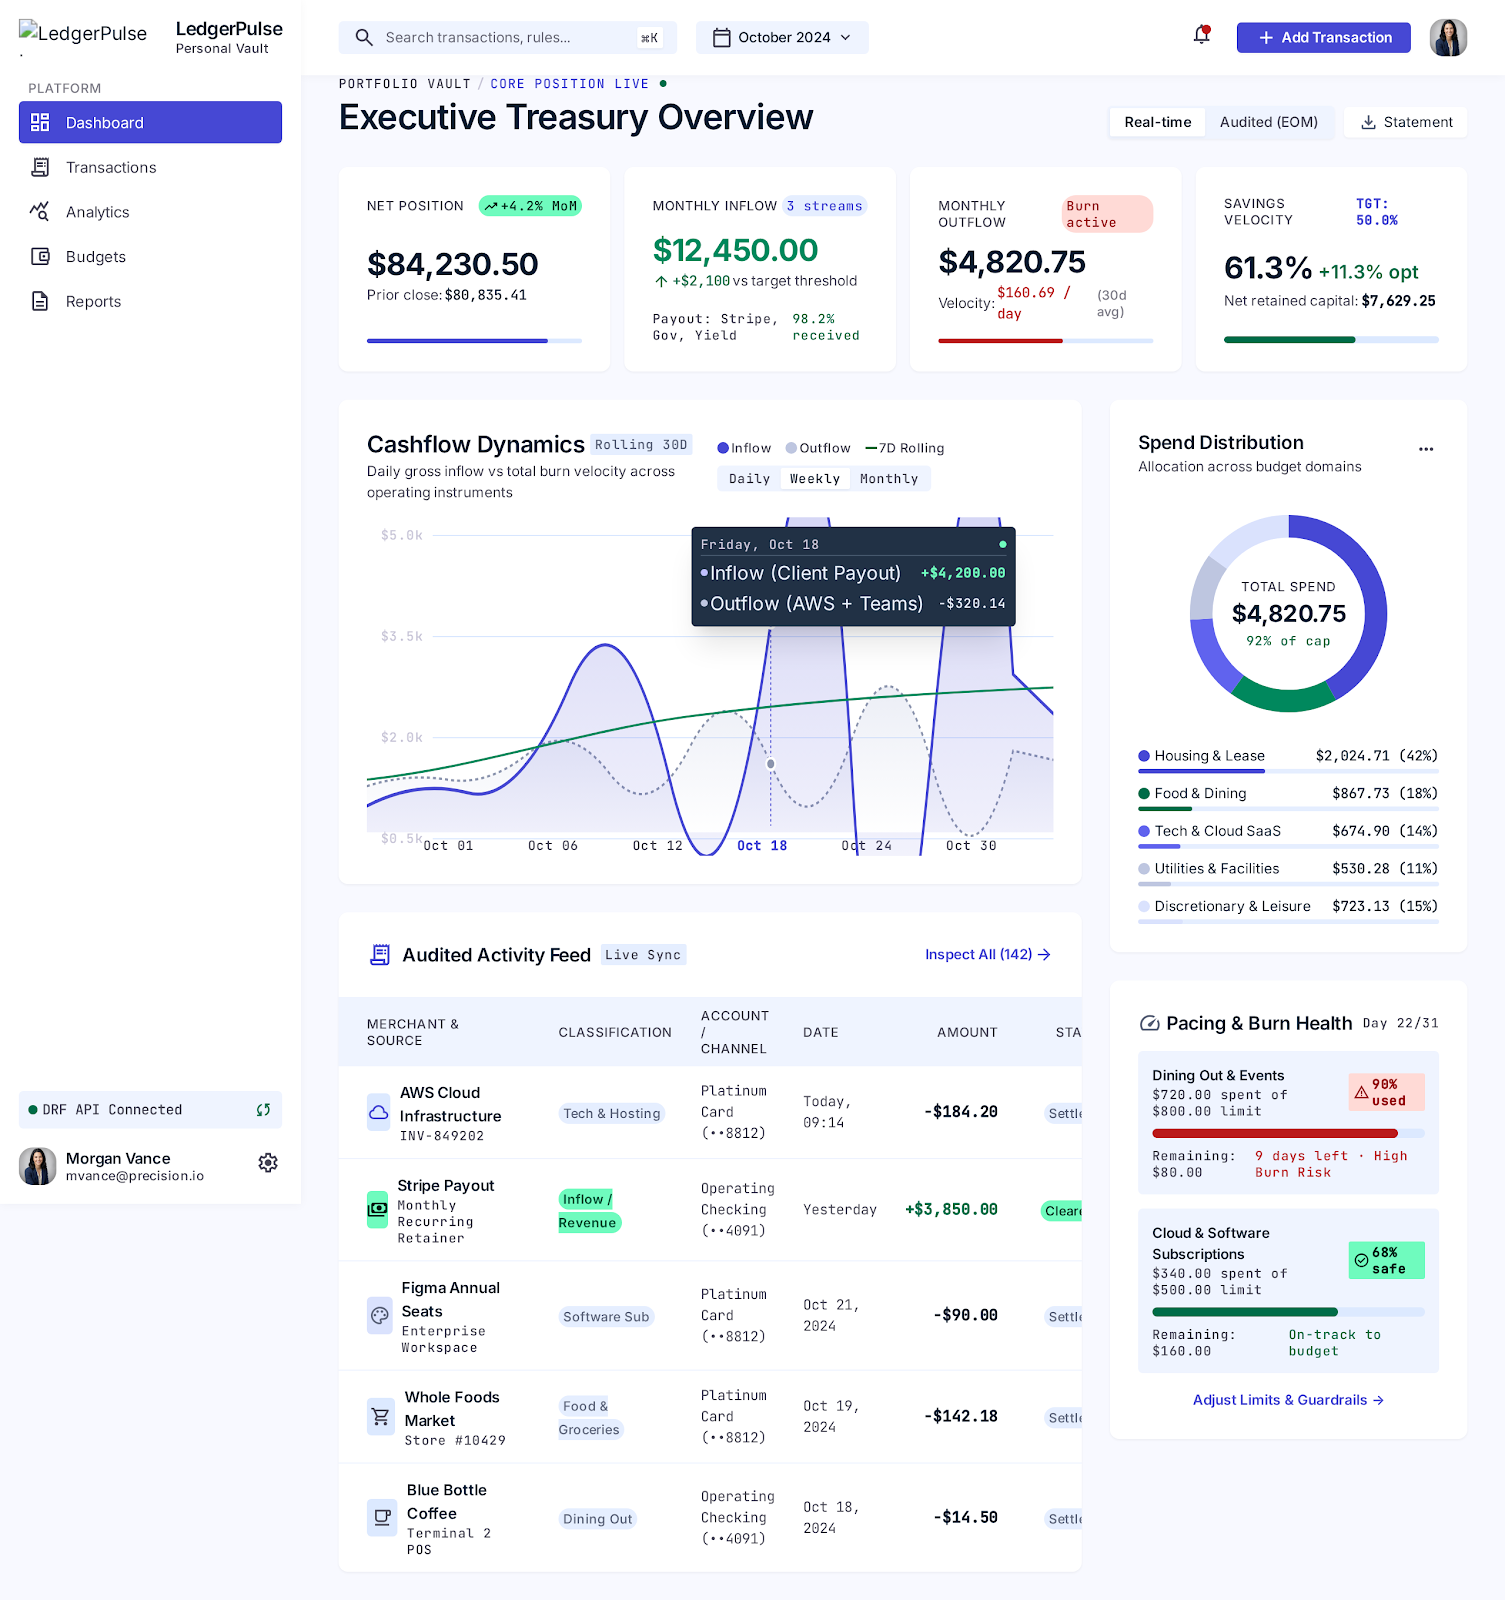 LedgerPulse
LedgerPulse
Personal Vault
PLATFORM
Dashboard
Transactions
Analytics
Budgets
Reports
DRF API Connected
Morgan Vance
mvance@precision.io
Search transactions, rules...
⌘K
October 2024
Add Transaction
PORTFOLIO VAULT / CORE POSITION LIVE
Executive Treasury Overview
Real-time
Audited (EOM)
Statement
NET POSITION
+4.2% MoM
$84,230.50
Prior close: $80,835.41
MONTHLY INFLOW
3 streams
$12,450.00
+$2,100 vs target threshold
Payout: Stripe,
Gov, Yield
98.2%
received
MONTHLY
OUTFLOW
Burn
active
$4,820.75
Velocity:
$160.69 /
day
(30d
avg)
SAVINGS
VELOCITY
TGT:
50.0%
61.3% +11.3% opt
Net retained capital: $7,629.25
Cashflow Dynamics
Rolling 30D
Daily gross inflow vs total burn velocity across
operating instruments
Inflow
Outflow
7D Rolling
Daily
Weekly
Monthly
$5.0k
$3.5k
$2.0k
$0.5k
Friday, Oct 18
Inflow (Client Payout) +$4,200.00
Outflow (AWS + Teams) -$320.14
Oct 01
Oct 06
Oct 12
Oct 18
Oct 24
Oct 30
Spend Distribution
Allocation across budget domains
TOTAL SPEND
$4,820.75
92% of cap
Housing & Lease $2,024.71 (42%)
Food & Dining $867.73 (18%)
Tech & Cloud SaaS $674.90 (14%)
Utilities & Facilities $530.28 (11%)
Discretionary & Leisure $723.13 (15%)
Audited Activity Feed
Live Sync
Inspect All (142)
MERCHANT &
SOURCE
CLASSIFICATION
ACCOUNT
/
CHANNEL
DATE
AMOUNT
STA
AWS Cloud
Infrastructure
INV-849202
Tech & Hosting
Platinum
Card
(••8812)
Today,
09:14
-$184.20
Settle
Stripe Payout
Monthly
Recurring
Retainer
Inflow /
Revenue
Operating
Checking
(••4091)
Yesterday
+$3,850.00
Cleare
Figma Annual
Seats
Enterprise
Workspace
Software Sub
Platinum
Card
(••8812)
Oct 21,
2024
-$90.00
Settle
Whole Foods
Market
Store #10429
Food &
Groceries
Platinum
Card
(••8812)
Oct 19,
2024
-$142.18
Settle
Blue Bottle
Coffee
Terminal 2
POS
Dining Out
Operating
Checking
(••4091)
Oct 18,
2024
-$14.50
Settle
Pacing & Burn Health
Day 22/31
Dining Out & Events
$720.00 spent of
$800.00 limit
90%
used
Remaining:
$80.00
9 days left · High
Burn Risk
Cloud & Software
Subscriptions
$340.00 spent of
$500.00 limit
68%
safe
Remaining:
$160.00
On-track to
budget
Adjust Limits & Guardrails